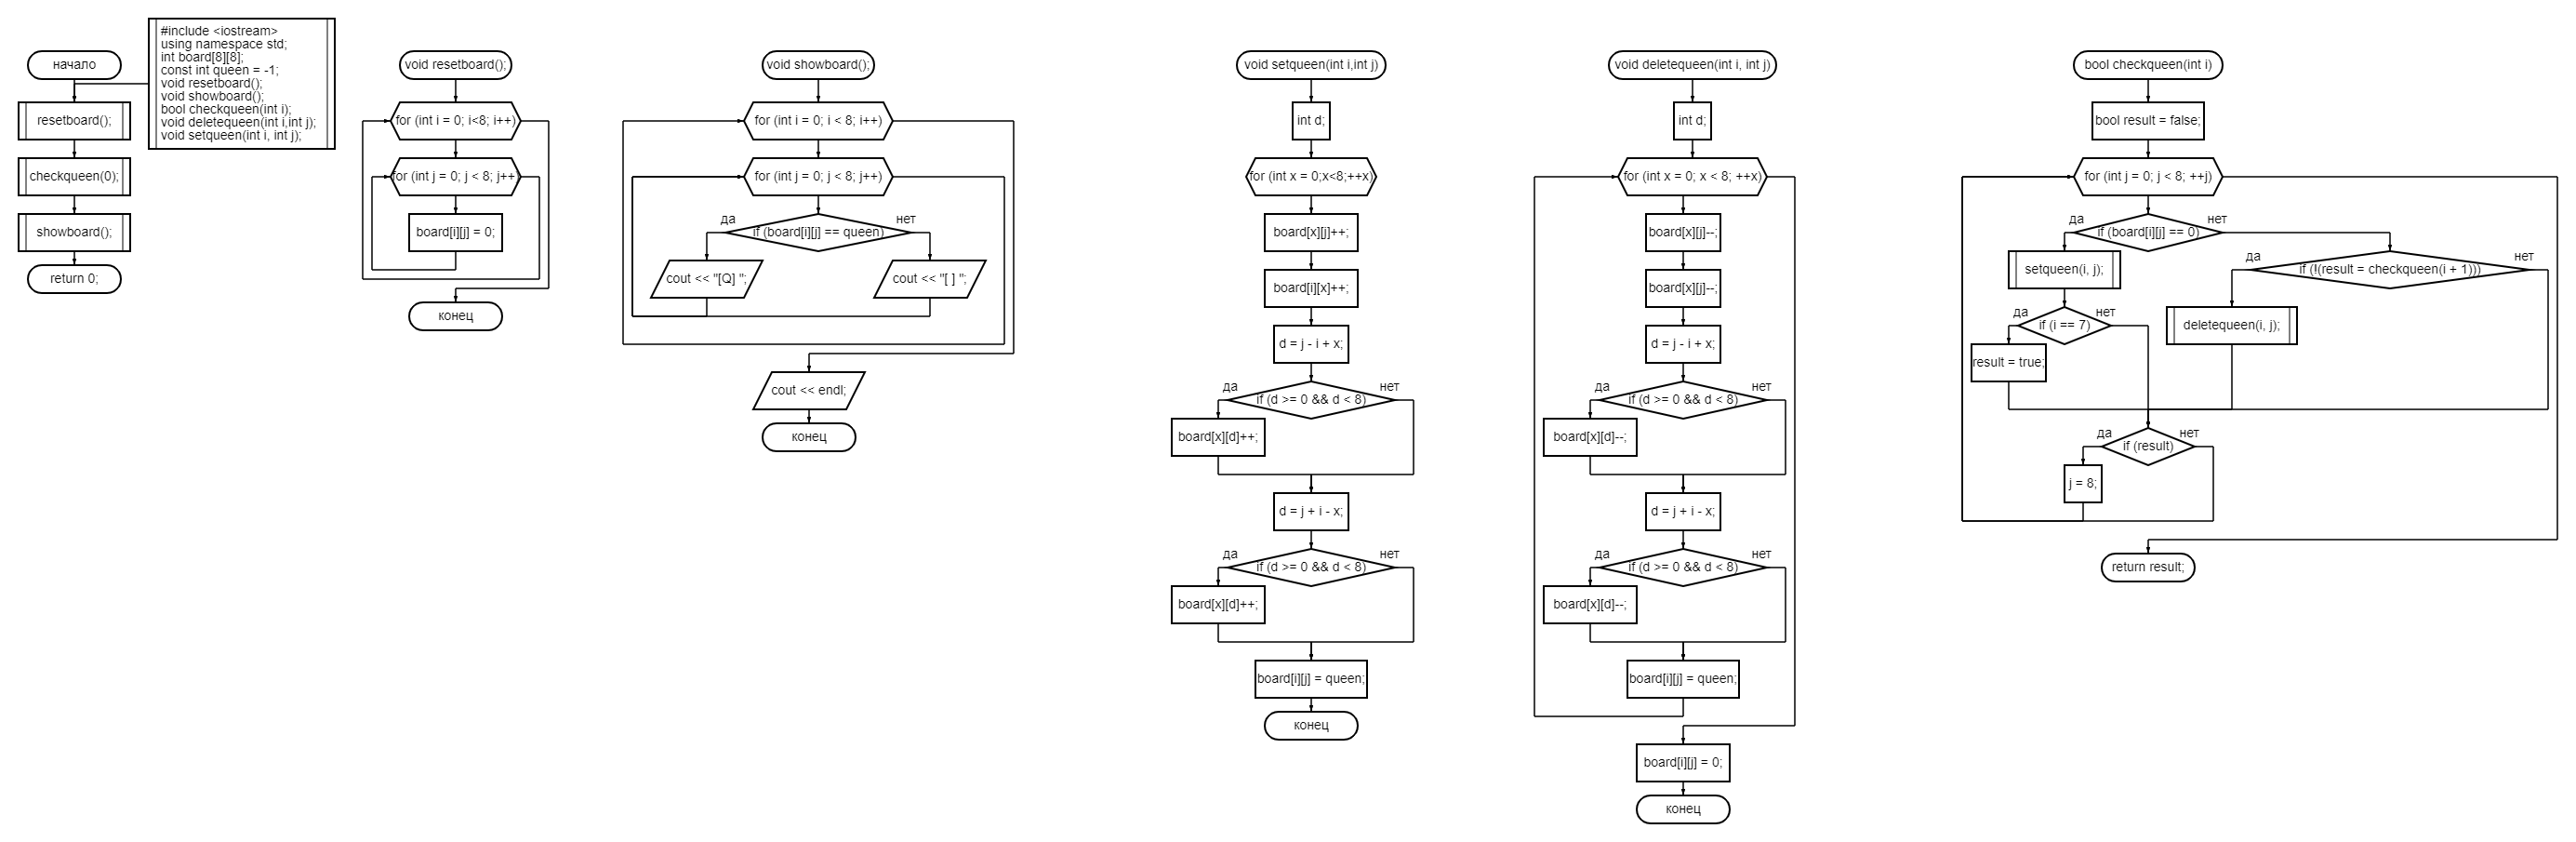 начало
#include <iostream>
using namespace std;
int board[8][8];
const int queen = -1;
void resetboard();
void showboard();
bool checkqueen(int i);
void deletequeen(int i,int j);
void setqueen(int i, int j);
resetboard();
checkqueen(0);
showboard();
return 0;
void resetboard();
for (int i = 0; i<8; i++)
for (int j = 0; j < 8; j++
board[i][j] = 0;
конец
void showboard();
for (int i = 0; i < 8; i++)
for (int j = 0; j < 8; j++)
да
нет
if (board[i][j] == queen)
cout << "[Q] ";
cout << "[ ] ";
cout << endl;
конец
void setqueen(int i,int j)
int d;
for (int x = 0;x<8;++x)
board[x][j]++;
board[i][x]++;
d = j - i + x;
да
нет
if (d >= 0 && d < 8)
board[x][d]++;
d = j + i - x;
да
нет
if (d >= 0 && d < 8)
board[x][d]++;
board[i][j] = queen;
конец
void deletequeen(int i, int j)
int d;
for (int x = 0; x < 8; ++x)
board[x][j]--;
board[x][j]--;
d = j - i + x;
да
нет
if (d >= 0 && d < 8)
board[x][d]--;
d = j + i - x;
да
нет
if (d >= 0 && d < 8)
board[x][d]--;
board[i][j] = queen;
board[i][j] = 0;
конец
bool checkqueen(int i)
bool result = false;
for (int j = 0; j < 8; ++j)
да
нет
if (board[i][j] == 0)
setqueen(i, j);
да
нет
if (i == 7)
result = true;
да
нет
if (!(result = checkqueen(i + 1)))
deletequeen(i, j);
да
нет
if (result)
j = 8;
return result;